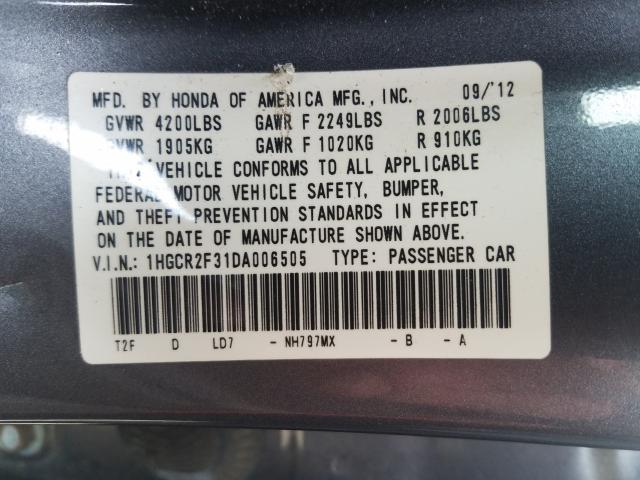 MFD. BY HONDA OF AMERICA MFG., INC. 09/'12
GVWR 4200LBS GAWR F 2249LBS R 2006LBS
GVWR 1905KG GAWR F 1020KG R 910KG
THIS VEHICLE CONFORMS TO ALL APPLICABLE
FEDERAL MOTOR VEHICLE SAFETY, BUMPER,
AND THEFT PREVENTION STANDARDS IN EFFECT
ON THE DATE OF MANUFACTURE SHOWN ABOVE.
V.I.N.: 1HGCR2F31DA006505 TYPE: PASSENGER CAR
T2F D LD7 - NH797MX - B - A